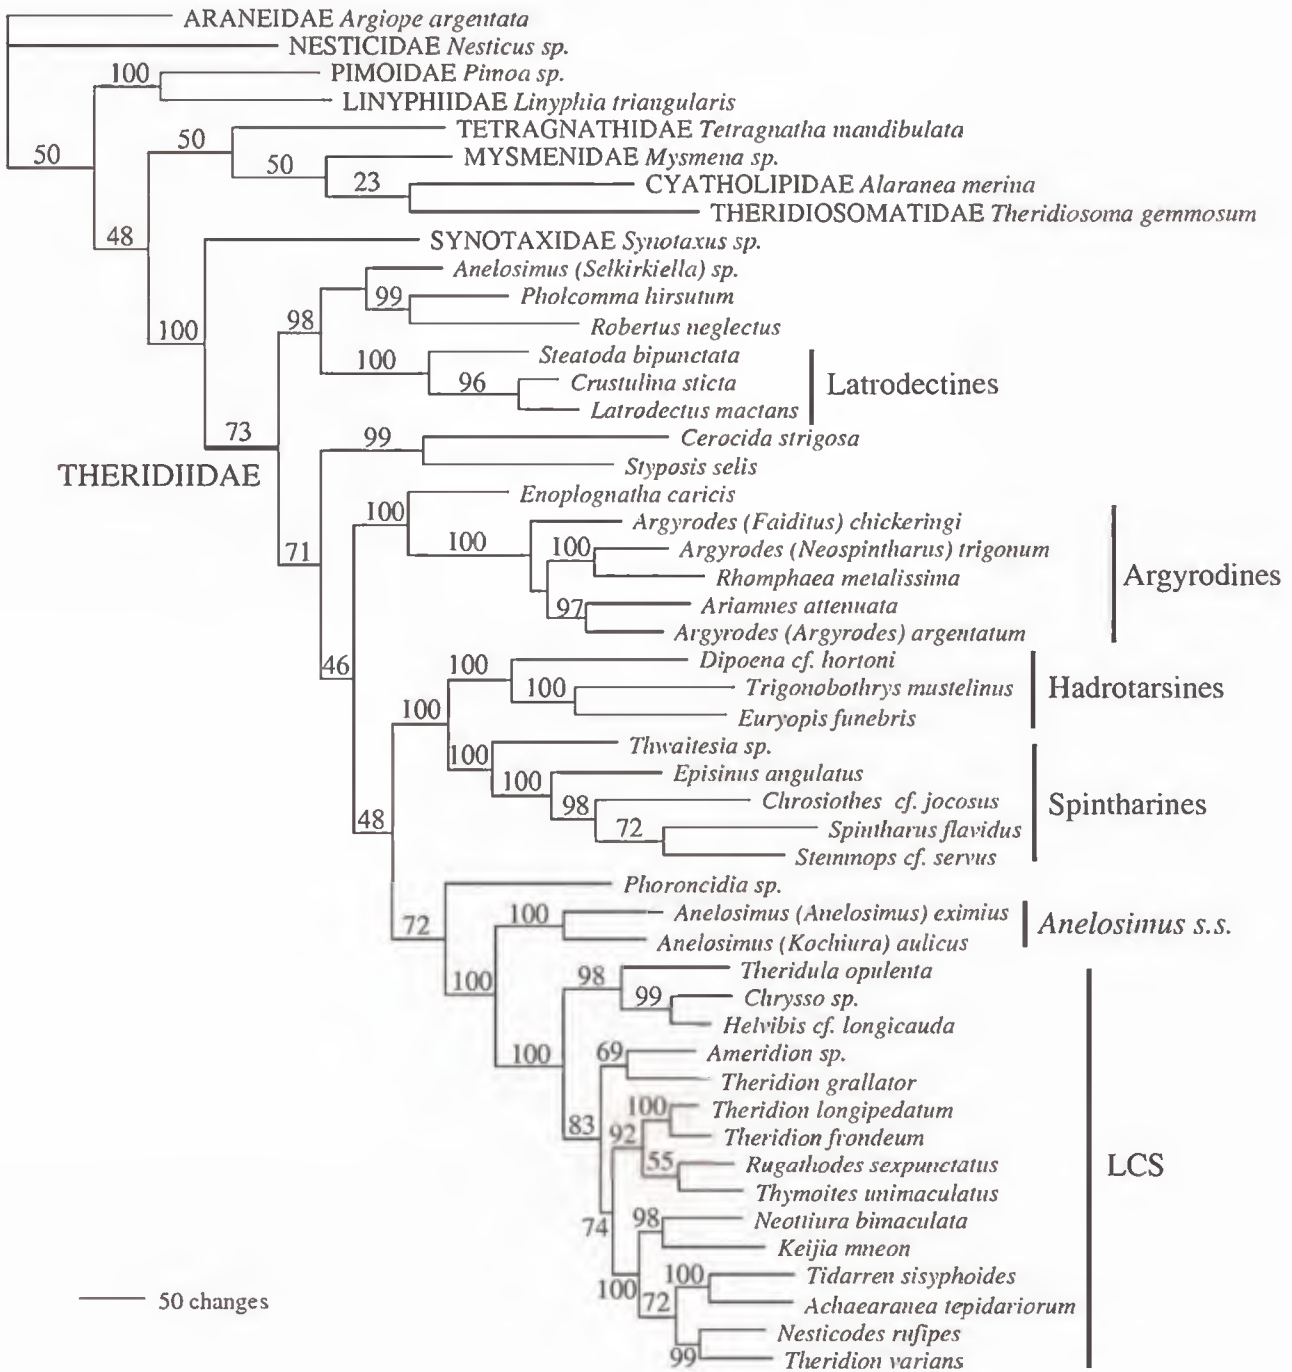 ARANEIDAE Argiope argentata
NESTICIDAE Nesticus sp.
100 PIMOIDAE Pimoa sp.
LINYPHIIDAE Linyphia triangularis
50 TETRAGNATHIDAE Tetragnatha mandibulata
50 50 MYSMENIDAE Mysmena sp.
23 CYATHOLIPIDAE Alaranea merina
THERIDIOSOMATIDAE Theridiosoma gemmosum
48 SYNOTAXIDAE Synotaxus sp.
Anelosimus (Selkirkiella) sp.
99 Pholcomma hirsutum
100 98 Robertus neglectus
100 Steatoda bipunctata
96 Crustulina sticta Latrodectines
Latrodectus mactans
73 99 Cerocida strigosa
THERIDIIDAE Styposis selis
100 Enoplognatha caricis
Argyrodes (Faiditus) chickeringi
71 100 100 Argyrodes (Neospintharus) trigonum
Rhomphaea metalissima Argyrodines
97 Ariamnes attenuata
Argyrodes (Argyrodes) argentatum
46 100 Dipoena cf. hortoni
100 Trigonobothrys mustelinus Hadrotarsines
100 Euryopis funebris
100 Thwaitesia sp.
100 Episinus angulatus
98 Chrosiothes cf. jocosus Spintharines
48 72 Spintharus flavidus
Stemmops cf. servus
Phoroncidia sp.
72 100 Anelosimus (Anelosimus) eximius Anelosimus s.s.
Anelosimus (Kochiura) aulicus
100 98 Theridula opulenta
99 Chrysso sp.
Helvibis cf. longicauda
100 69 Ameridion sp.
Theridion grallator
83 100 Theridion longipedatum
92 Theridion frondeum
55 Rugathodes sexpunctatus LCS
Thymoites unimaculatus
74 98 Neottiura bimaculata
Keijia mneon
100 100 Tidarren sisyphoides
50 changes 72 Achaearanea tepidariorum
Nesticodes rufipes
99 Theridion varians